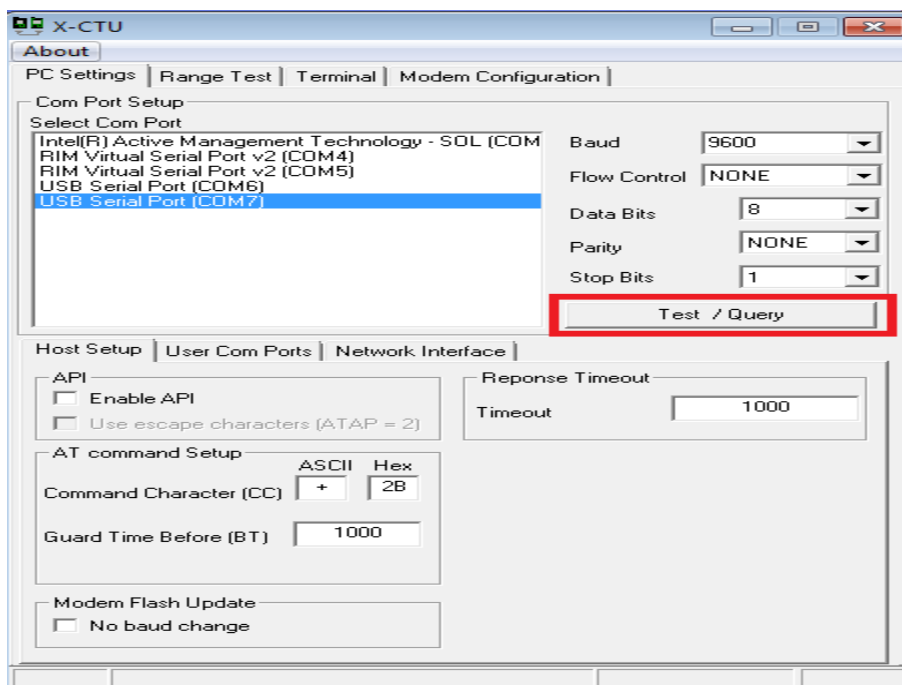 X-CTU
About
PC Settings Range Test Terminal Modem Configuration
Com Port Setup
Select Com Port
Intel(R) Active Management Technology - SOL (COM
RIM Virtual Serial Port v2 (COM4)
RIM Virtual Serial Port v2 (COM5)
USB Serial Port (COM6)
USB Serial Port (COM7)
Baud 9600
Flow Control NONE
Data Bits 8
Parity NONE
Stop Bits 1
Test / Query
Host Setup User Com Ports Network Interface
API
Enable API
Use escape characters (ATAP = 2)
Reponse Timeout
Timeout 1000
AT command Setup
ASCII Hex
Command Character (CC) + 2B
Guard Time Before (BT) 1000
Modem Flash Update
No baud change